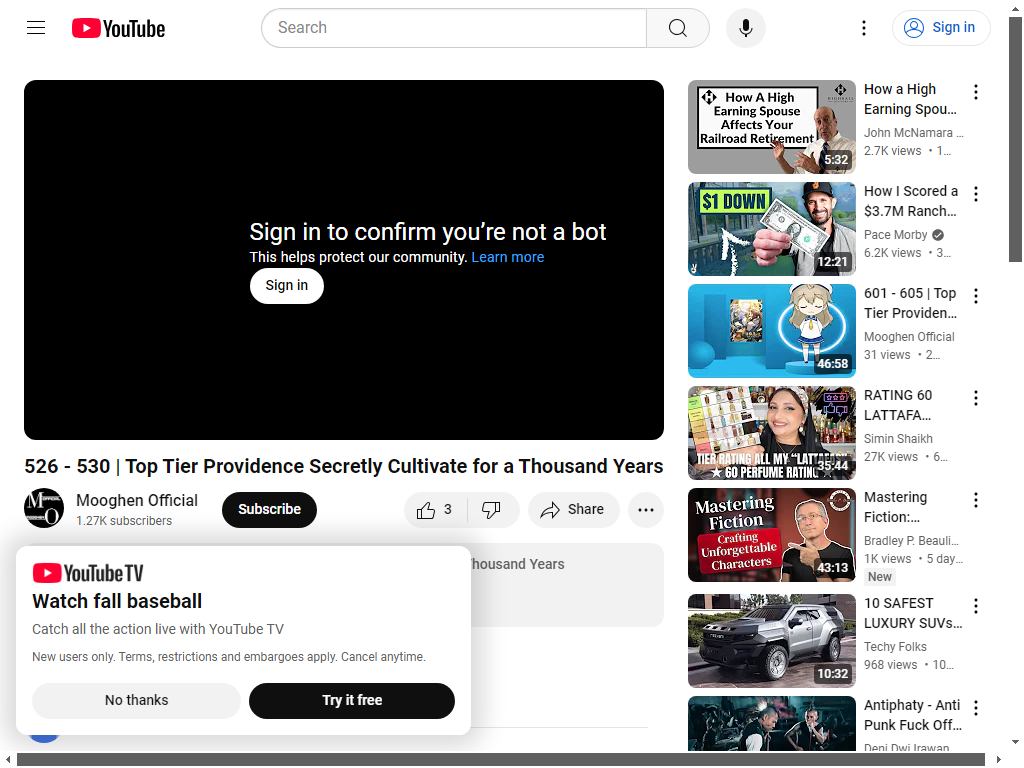 YouTube
Search
Sign in
Sign in to confirm you're not a bot
This helps protect our community. Learn more
Sign in
526 - 530 | Top Tier Providence Secretly Cultivate for a Thousand Years
Mooghen Official
1.27K subscribers
Subscribe
3
Share
housand Years
YouTube TV
Watch fall baseball
Catch all the action live with YouTube TV
New users only. Terms, restrictions and embargoes apply. Cancel anytime.
No thanks
Try it free
How A High
Earning Spouse
Affects Your
Railroad Retirement
5:32
How a High
Earning Spou...
John McNamara ...
2.7K views • 1...
$1 DOWN
12:21
How I Scored a
$3.7M Ranch...
Pace Morby
6.2K views • 3...
46:58
601 - 605 | Top
Tier Providen...
Mooghen Official
31 views • 2...
TIER RATING ALL MY "LATTAFA"
★ 60 PERFUME RATING
35:44
RATING 60
LATTAFA...
Simin Shaikh
27K views • 6...
Mastering
Fiction:
Crafting
Unforgettable
Characters
43:13
Mastering
Fiction:...
Bradley P. Beauli...
1K views • 5 day...
New
10:32
10 SAFEST
LUXURY SUVs...
Techy Folks
968 views • 10...
Antiphaty - Anti
Punk Fuck Off...
Deni Dwi Irawan